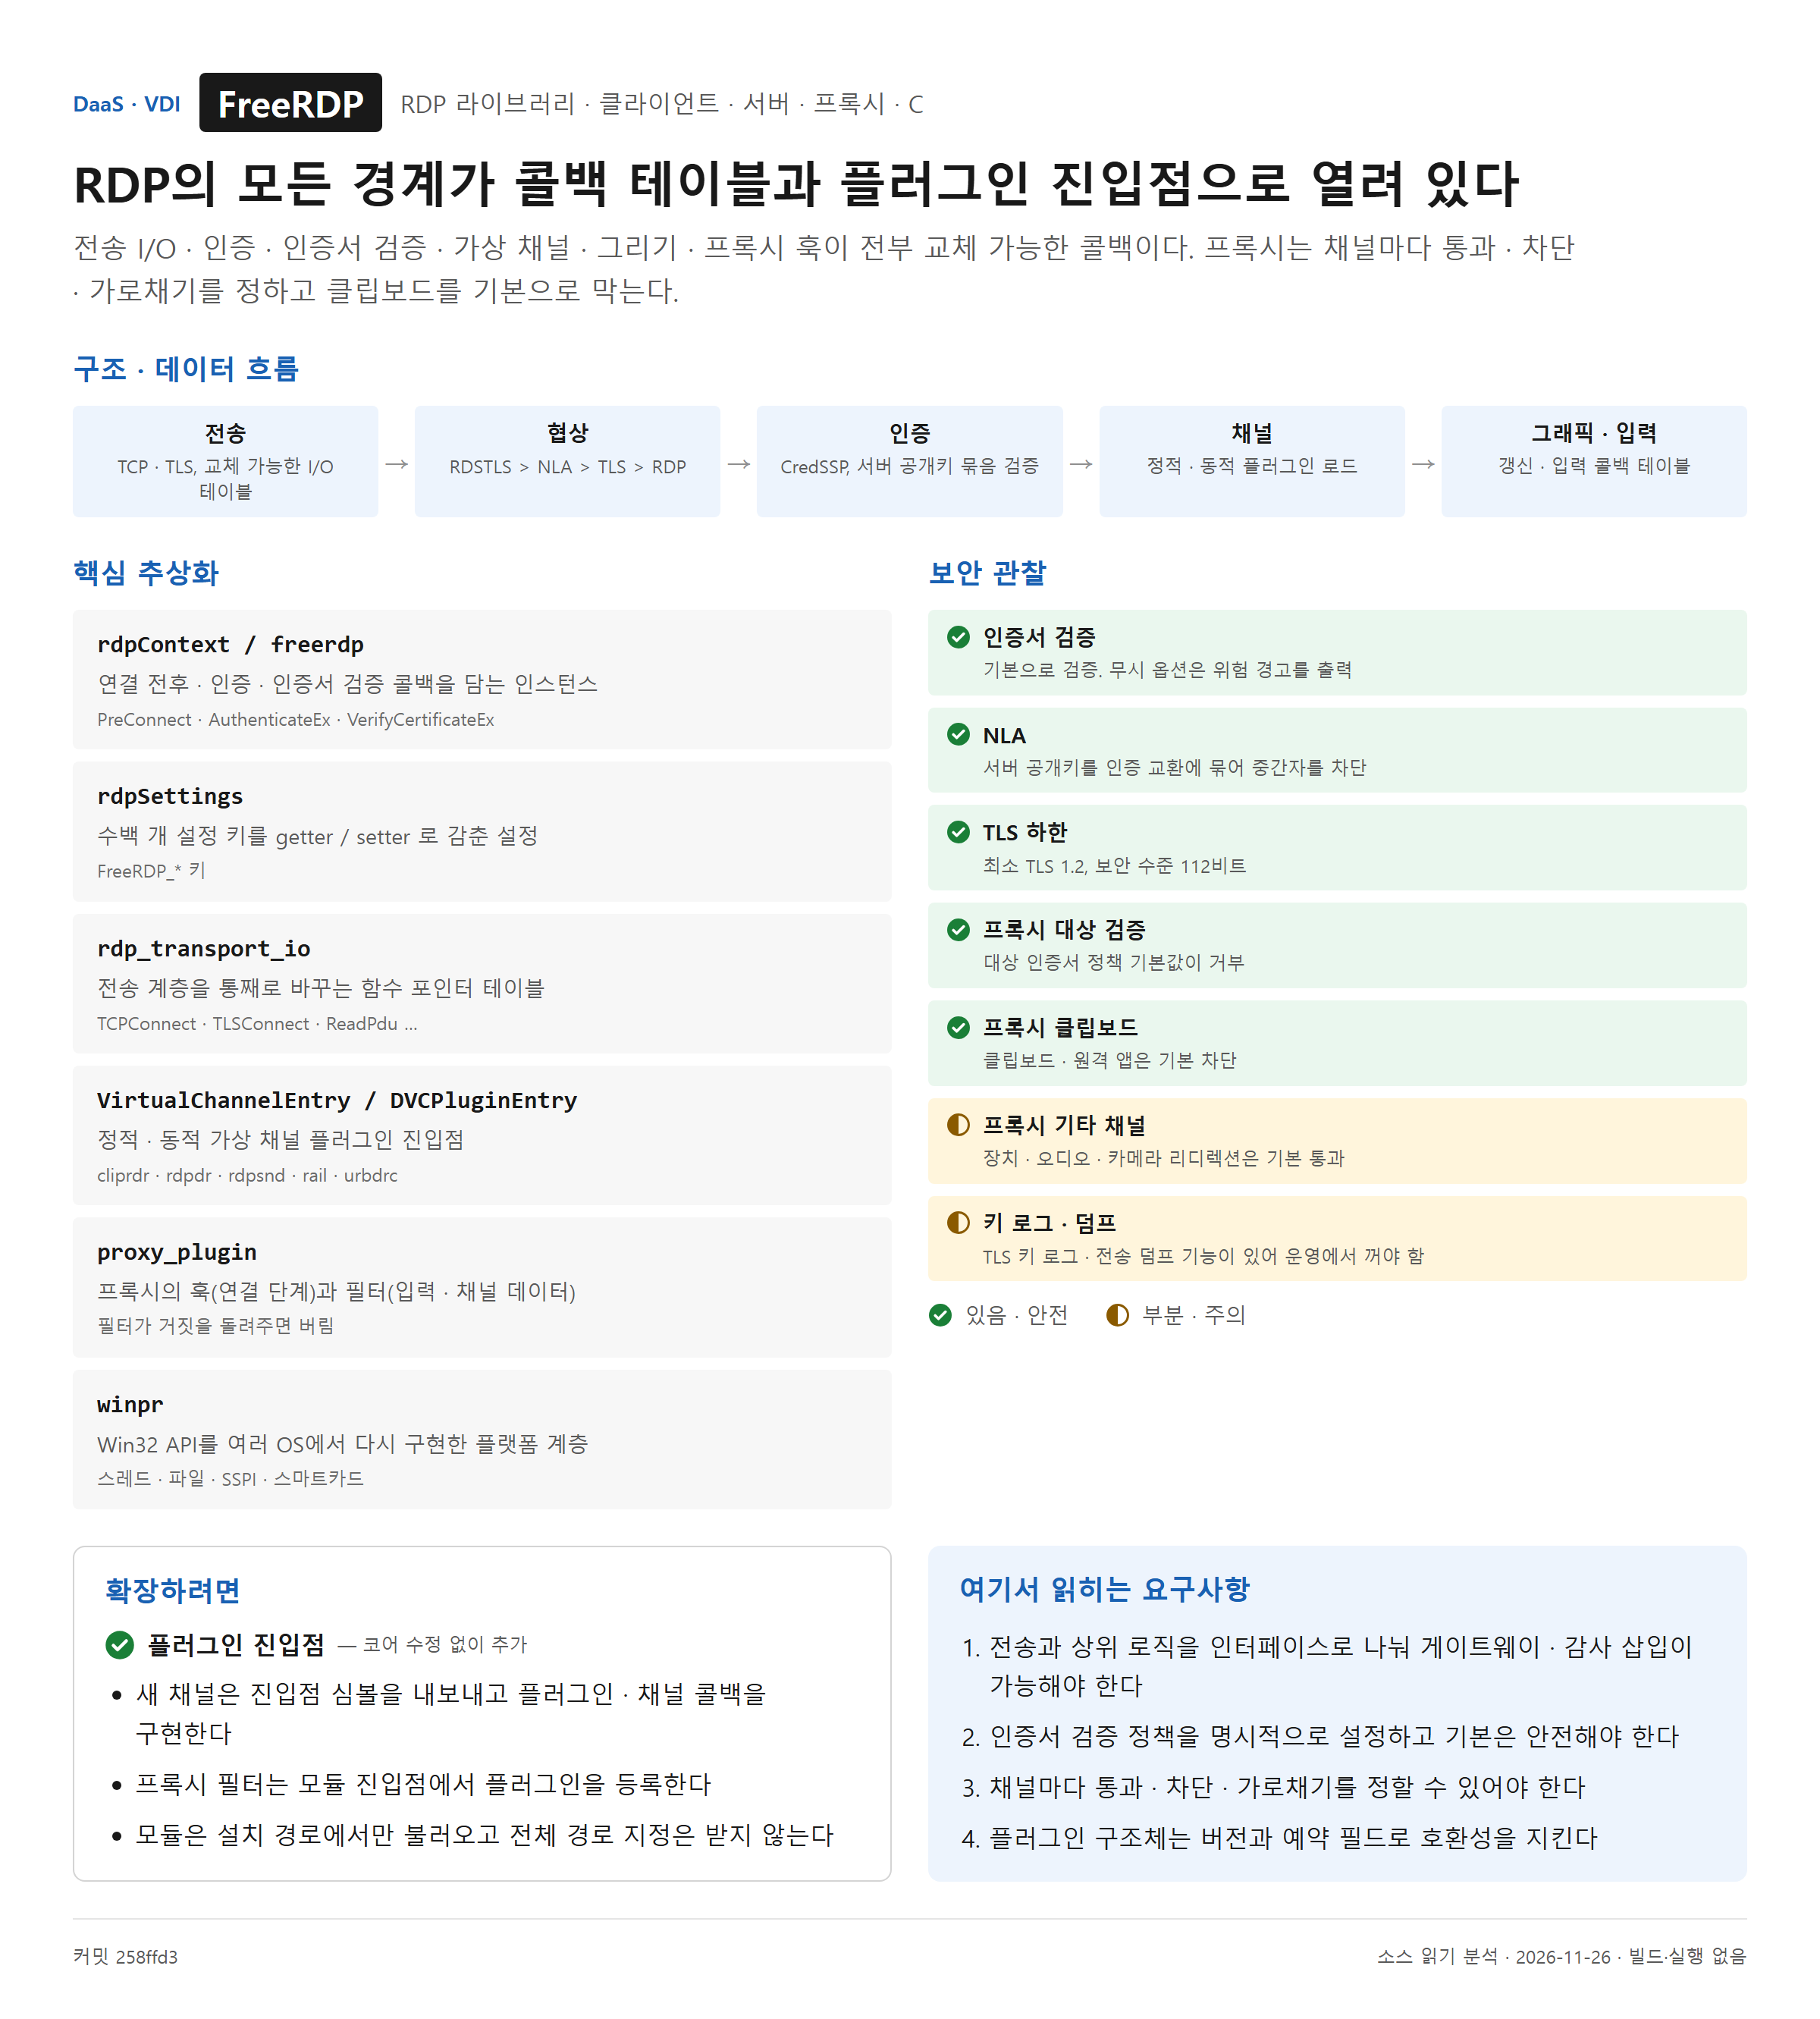 DaaS · VDI FreeRDP RDP 라이브러리 · 클라이언트 · 서버 · 프록시 · C
RDP의 모든 경계가 콜백 테이블과 플러그인 진입점으로 열려 있다
전송 I/O · 인증 · 인증서 검증 · 가상 채널 · 그리기 · 프록시 훅이 전부 교체 가능한 콜백이다. 프록시는 채널마다 통과 · 차단
· 가로채기를 정하고 클립보드를 기본으로 막는다.
구조 · 데이터 흐름
전송
TCP · TLS, 교체 가능한 I/O
테이블
→
협상
RDSTLS > NLA > TLS > RDP
→
인증
CredSSP, 서버 공개키 묶음 검증
→
채널
정적 · 동적 플러그인 로드
→
그래픽 · 입력
갱신 · 입력 콜백 테이블
핵심 추상화
rdpContext / freerdp
연결 전후 · 인증 · 인증서 검증 콜백을 담는 인스턴스
PreConnect · AuthenticateEx · VerifyCertificateEx
rdpSettings
수백 개 설정 키를 getter / setter 로 감춘 설정
FreeRDP_* 키
rdp_transport_io
전송 계층을 통째로 바꾸는 함수 포인터 테이블
TCPConnect · TLSConnect · ReadPdu ...
VirtualChannelEntry / DVCPluginEntry
정적 · 동적 가상 채널 플러그인 진입점
cliprdr · rdpdr · rdpsnd · rail · urbdrc
proxy_plugin
프록시의 훅(연결 단계)과 필터(입력 · 채널 데이터)
필터가 거짓을 돌려주면 버림
winpr
Win32 API를 여러 OS에서 다시 구현한 플랫폼 계층
스레드 · 파일 · SSPI · 스마트카드
보안 관찰
인증서 검증
기본으로 검증. 무시 옵션은 위험 경고를 출력
NLA
서버 공개키를 인증 교환에 묶어 중간자를 차단
TLS 하한
최소 TLS 1.2, 보안 수준 112비트
프록시 대상 검증
대상 인증서 정책 기본값이 거부
프록시 클립보드
클립보드 · 원격 앱은 기본 차단
프록시 기타 채널
장치 · 오디오 · 카메라 리디렉션은 기본 통과
키 로그 · 덤프
TLS 키 로그 · 전송 덤프 기능이 있어 운영에서 꺼야 함
있음 · 안전 부분 · 주의
확장하려면
플러그인 진입점 — 코어 수정 없이 추가
• 새 채널은 진입점 심볼을 내보내고 플러그인 · 채널 콜백을
구현한다
• 프록시 필터는 모듈 진입점에서 플러그인을 등록한다
• 모듈은 설치 경로에서만 불러오고 전체 경로 지정은 받지 않는다
여기서 읽히는 요구사항
1. 전송과 상위 로직을 인터페이스로 나눠 게이트웨이 · 감사 삽입이
가능해야 한다
2. 인증서 검증 정책을 명시적으로 설정하고 기본은 안전해야 한다
3. 채널마다 통과 · 차단 · 가로채기를 정할 수 있어야 한다
4. 플러그인 구조체는 버전과 예약 필드로 호환성을 지킨다
커밋 258ffd3
소스 읽기 분석 · 2026-11-26 · 빌드·실행 없음